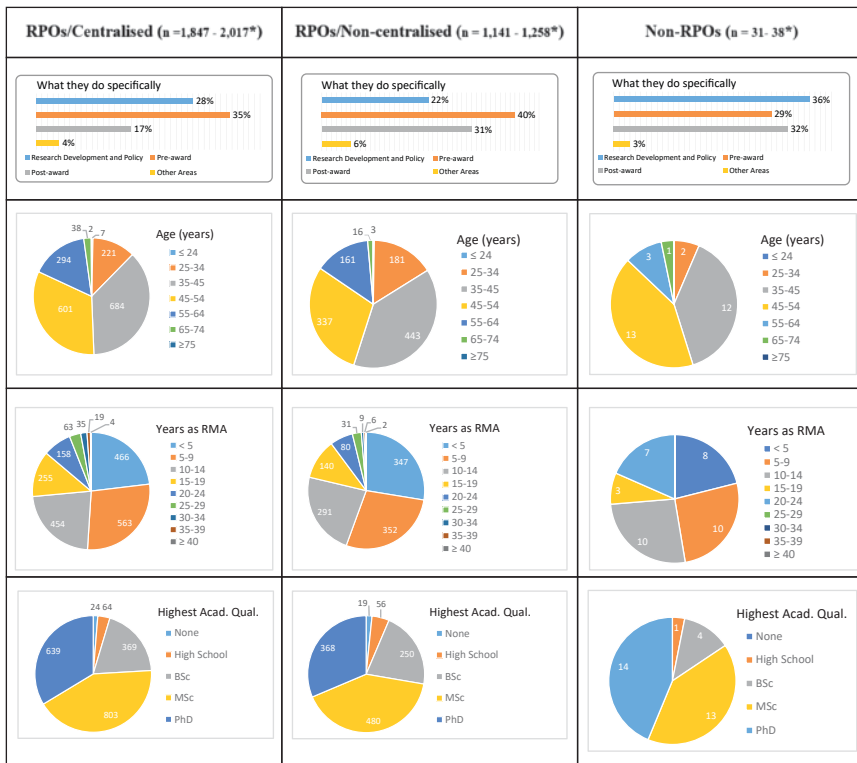 RPOs/Centralised (n =1,847 - 2,017*)
RPOs/Non-centralised (n = 1,141 - 1,258*)
Non-RPOs (n = 31- 38*)
What they do specifically
28%
35%
17%
4%
Research Development and Policy
Pre-award
Post-award
Other Areas
What they do specifically
22%
40%
31%
6%
Research Development and Policy
Pre-award
Post-award
Other Areas
What they do specifically
36%
29%
32%
3%
Research Development and Policy
Pre-award
Post-award
Other Areas
38 2 7
294
221
601
684
Age (years)
≤ 24
25-34
35-45
45-54
55-64
65-74
≥75
16 3
161
181
337
443
Age (years)
≤ 24
25-34
35-45
45-54
55-64
65-74
≥75
3
1
2
13
12
Age (years)
≤ 24
25-34
35-45
45-54
55-64
65-74
≥75
19
63 35 4
158
466
255
454
563
Years as RMA
< 5
5-9
10-14
15-19
20-24
25-29
30-34
35-39
≥ 40
9
31 6
2
80
347
140
291
352
Years as RMA
< 5
5-9
10-14
15-19
20-24
25-29
30-34
35-39
≥ 40
7
8
3
10
10
Years as RMA
< 5
5-9
10-14
15-19
20-24
25-29
30-34
35-39
≥ 40
24 64
639
369
803
Highest Acad. Qual.
None
High School
BSc
MSc
PhD
19 56
368
250
480
Highest Acad. Qual.
None
High School
BSc
MSc
PhD
1
4
14
13
Highest Acad. Qual.
None
High School
BSc
MSc
PhD